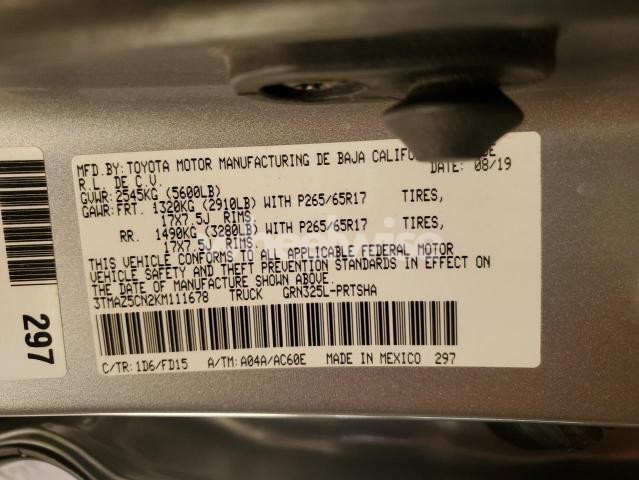 MFD.BY:TOYOTA MOTOR MANUFACTURING DE BAJA CALIFO
R.L. DE C.V. DATE: 08/19
GVWR: 2545KG (5600LB)
GAWR:FRT. 1320KG (2910LB) WITH P265/65R17 TIRES,
17X7.5J RIMS,
RR. 1490KG (3280LB) WITH P265/65R17 TIRES,
17X7.5J RIMS.
THIS VEHICLE CONFORMS TO ALL APPLICABLE FEDERAL MOTOR
VEHICLE SAFETY AND THEFT PREVENTION STANDARDS IN EFFECT ON
THE DATE OF MANUFACTURE SHOWN ABOVE.
3TMAZ5CN2KM111678 TRUCK GRN325L-PRTSHA
C/TR:1D6/FD15 A/TM:A04A/AC60E MADE IN MEXICO 297
297